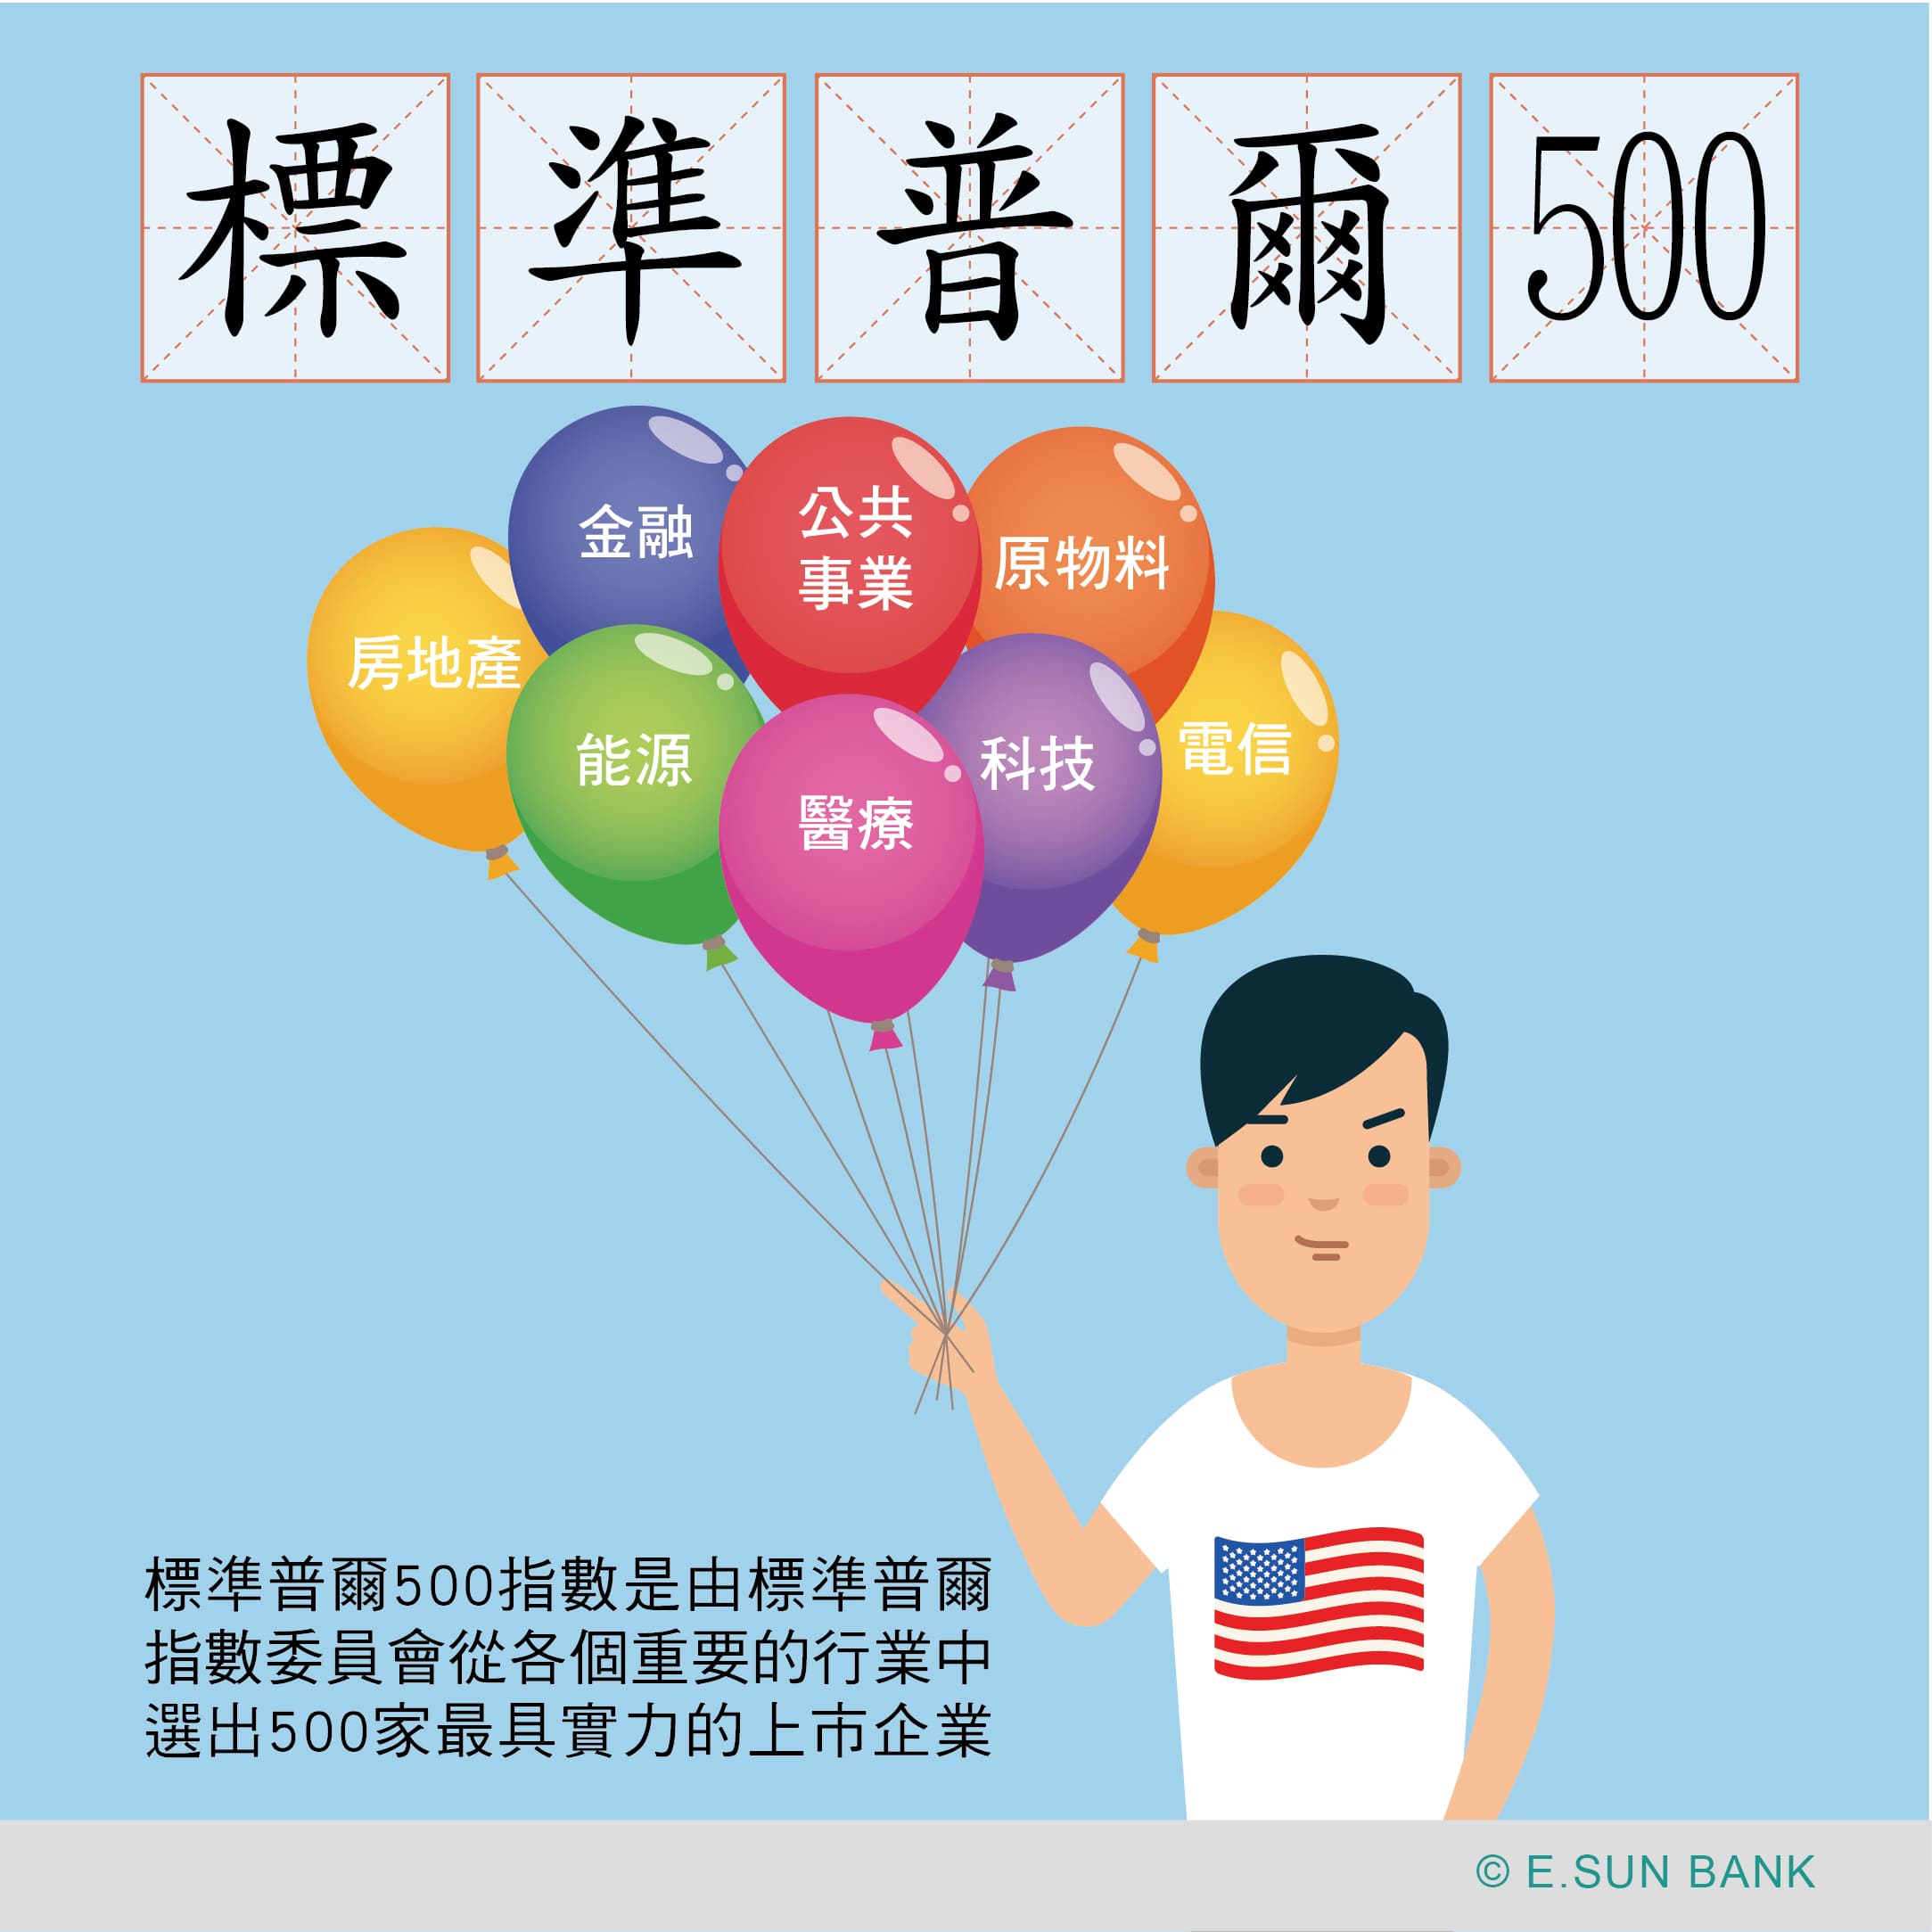 標準普爾500
金融
公共
事業
原物料
房地產
能源
科技
電信
醫療
標準普爾500指數是由標準普爾
指數委員會從各個重要的行業中
選出500家最具實力的上市企業
© E.SUN BANK